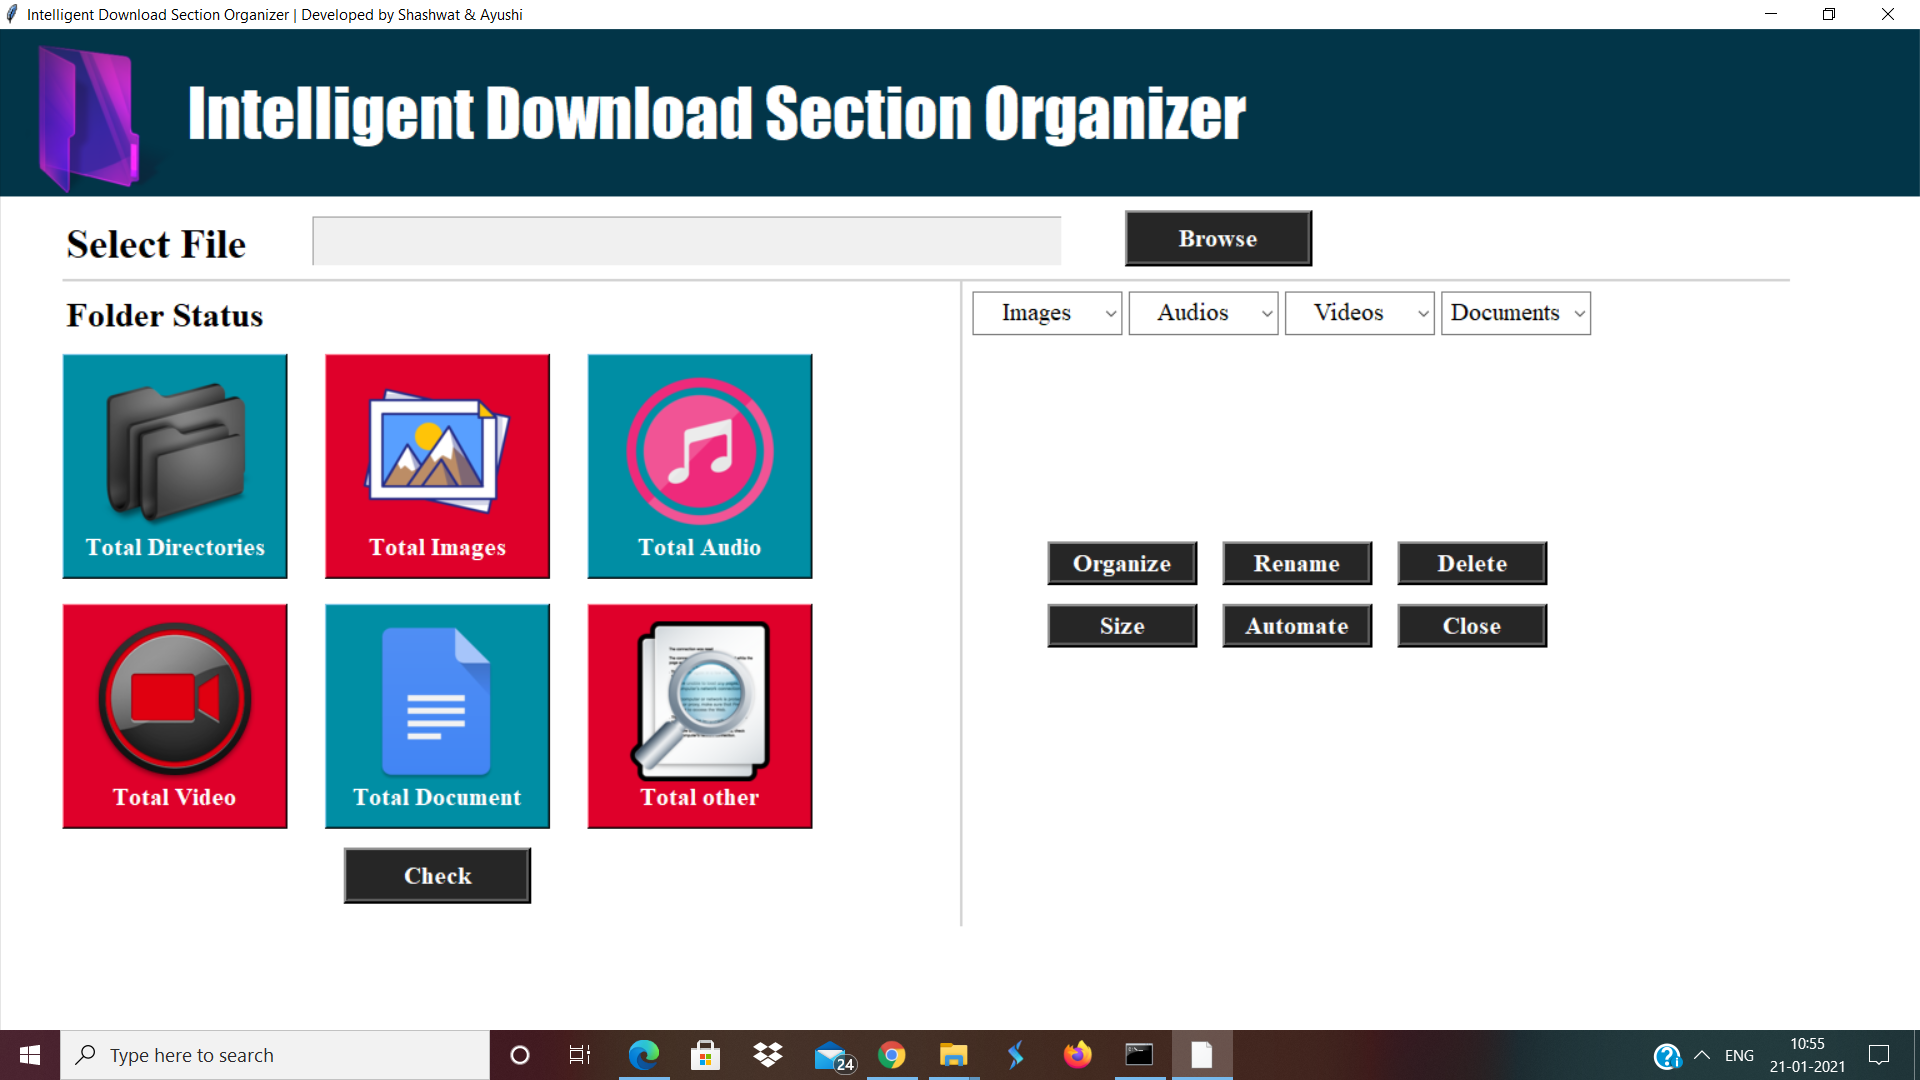 Intelligent Download Section Organizer | Developed by Shashwat & Ayushi
Intelligent Download Section Organizer
Select File
Browse
Folder Status
Images
Audios
Videos
Documents
Total Directories
Total Images
Total Audio
Organize
Rename
Delete
Size
Automate
Close
Total Video
Total Document
Total other
Check
Type here to search
24
ENG
10:55
21-01-2021